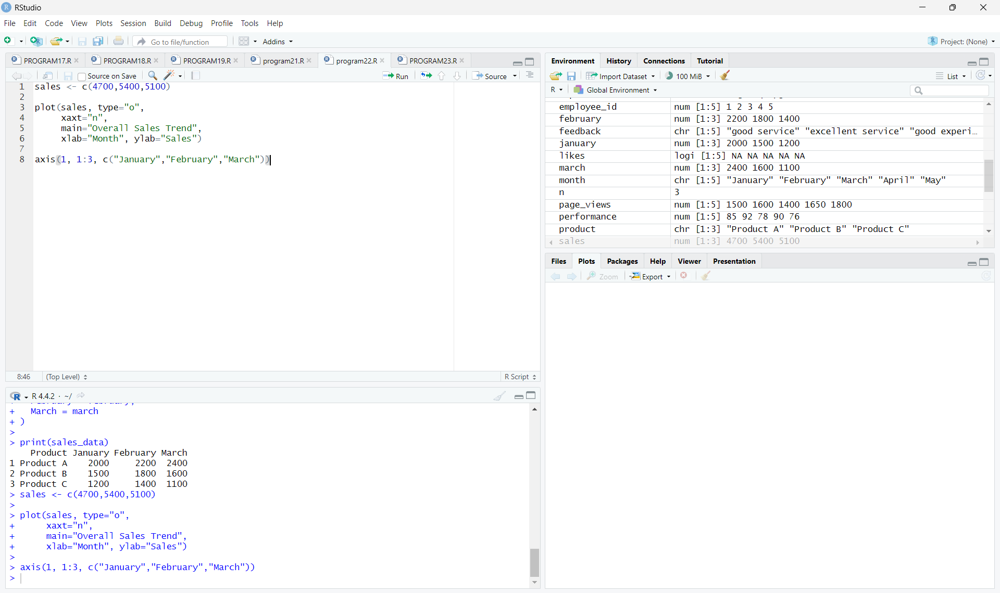 RStudio
File Edit Code View Plots Session Build Debug Profile Tools Help
Go to file/function Addins Project: (None)
PROGRAM17.R PROGRAM18.R PROGRAM19.R program21.R program22.R PROGRAM23.R
Source on Save Run Source
1 sales <- c(4700,5400,5100)
2
3 plot(sales, type="o",
4 xaxt="n",
5 main="Overall Sales Trend",
6 xlab="Month", ylab="Sales")
7
8 axis(1, 1:3, c("January","February","March"))
8:46 (Top Level) R Script
R 4.4.2 · ~/
+ March = march
+ )
>
> print(sales_data)
Product January February March
1 Product A 2000 2200 2400
2 Product B 1500 1800 1600
3 Product C 1200 1400 1100
> sales <- c(4700,5400,5100)
>
> plot(sales, type="o",
+ xaxt="n",
+ main="Overall Sales Trend",
+ xlab="Month", ylab="Sales")
>
> axis(1, 1:3, c("January","February","March"))
>
Environment History Connections Tutorial
Import Dataset 100 MiB List
R Global Environment
employee_id num [1:5] 1 2 3 4 5
february num [1:3] 2200 1800 1400
feedback chr [1:5] "good service" "excellent service" "good experi…
january num [1:3] 2000 1500 1200
likes logi [1:5] NA NA NA NA NA
march num [1:3] 2400 1600 1100
month chr [1:5] "January" "February" "March" "April" "May"
n 3
page_views num [1:5] 1500 1600 1400 1650 1800
performance num [1:5] 85 92 78 90 76
product chr [1:3] "Product A" "Product B" "Product C"
sales num [1:3] 4700 5400 5100
Files Plots Packages Help Viewer Presentation
Zoom Export